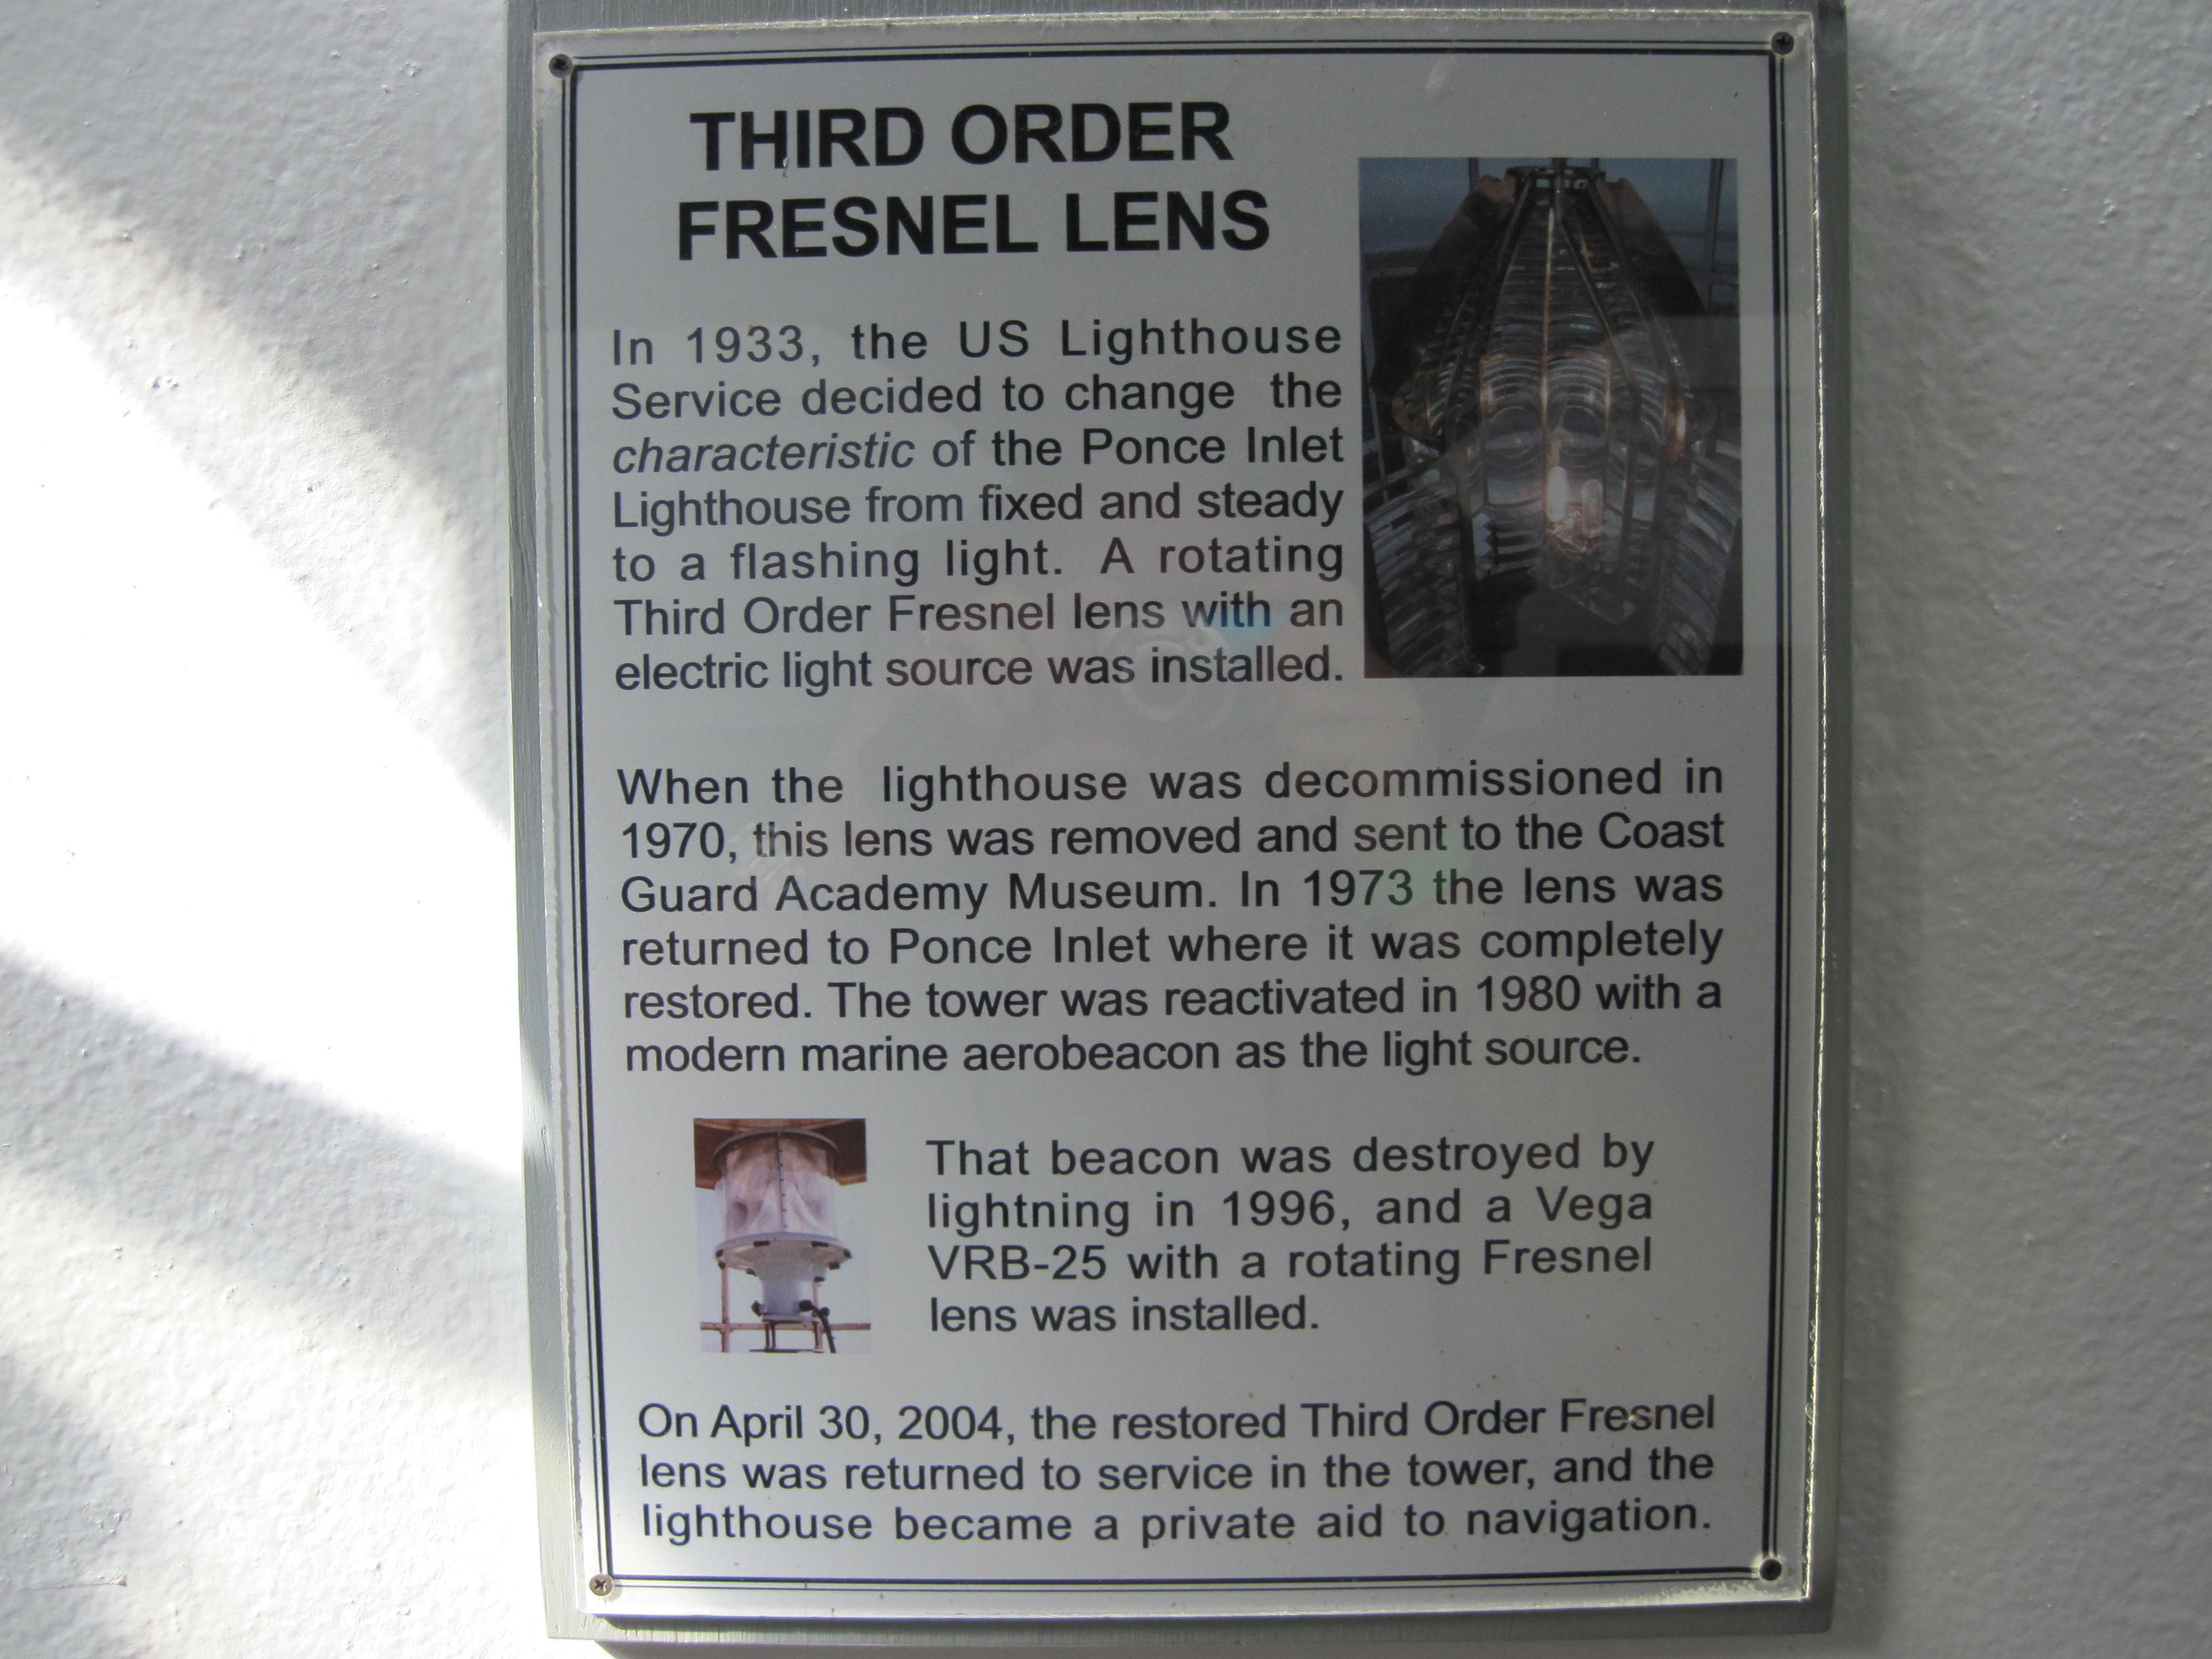 THIRD ORDER
FRESNEL LENS
In 1933, the US Lighthouse
Service decided to change the
characteristic of the Ponce Inlet
Lighthouse from fixed and steady
to a flashing light. A rotating
Third Order Fresnel lens with an
electric light source was installed.
When the lighthouse was decommissioned in
1970, this lens was removed and sent to the Coast
Guard Academy Museum. In 1973 the lens was
returned to Ponce Inlet where it was completely
restored. The tower was reactivated in 1980 with a
modern marine aerobeacon as the light source.
That beacon was destroyed by
lightning in 1996, and a Vega
VRB-25 with a rotating Fresnel
lens was installed.
On April 30, 2004, the restored Third Order Fresnel
lens was returned to service in the tower, and the
lighthouse became a private aid to navigation.